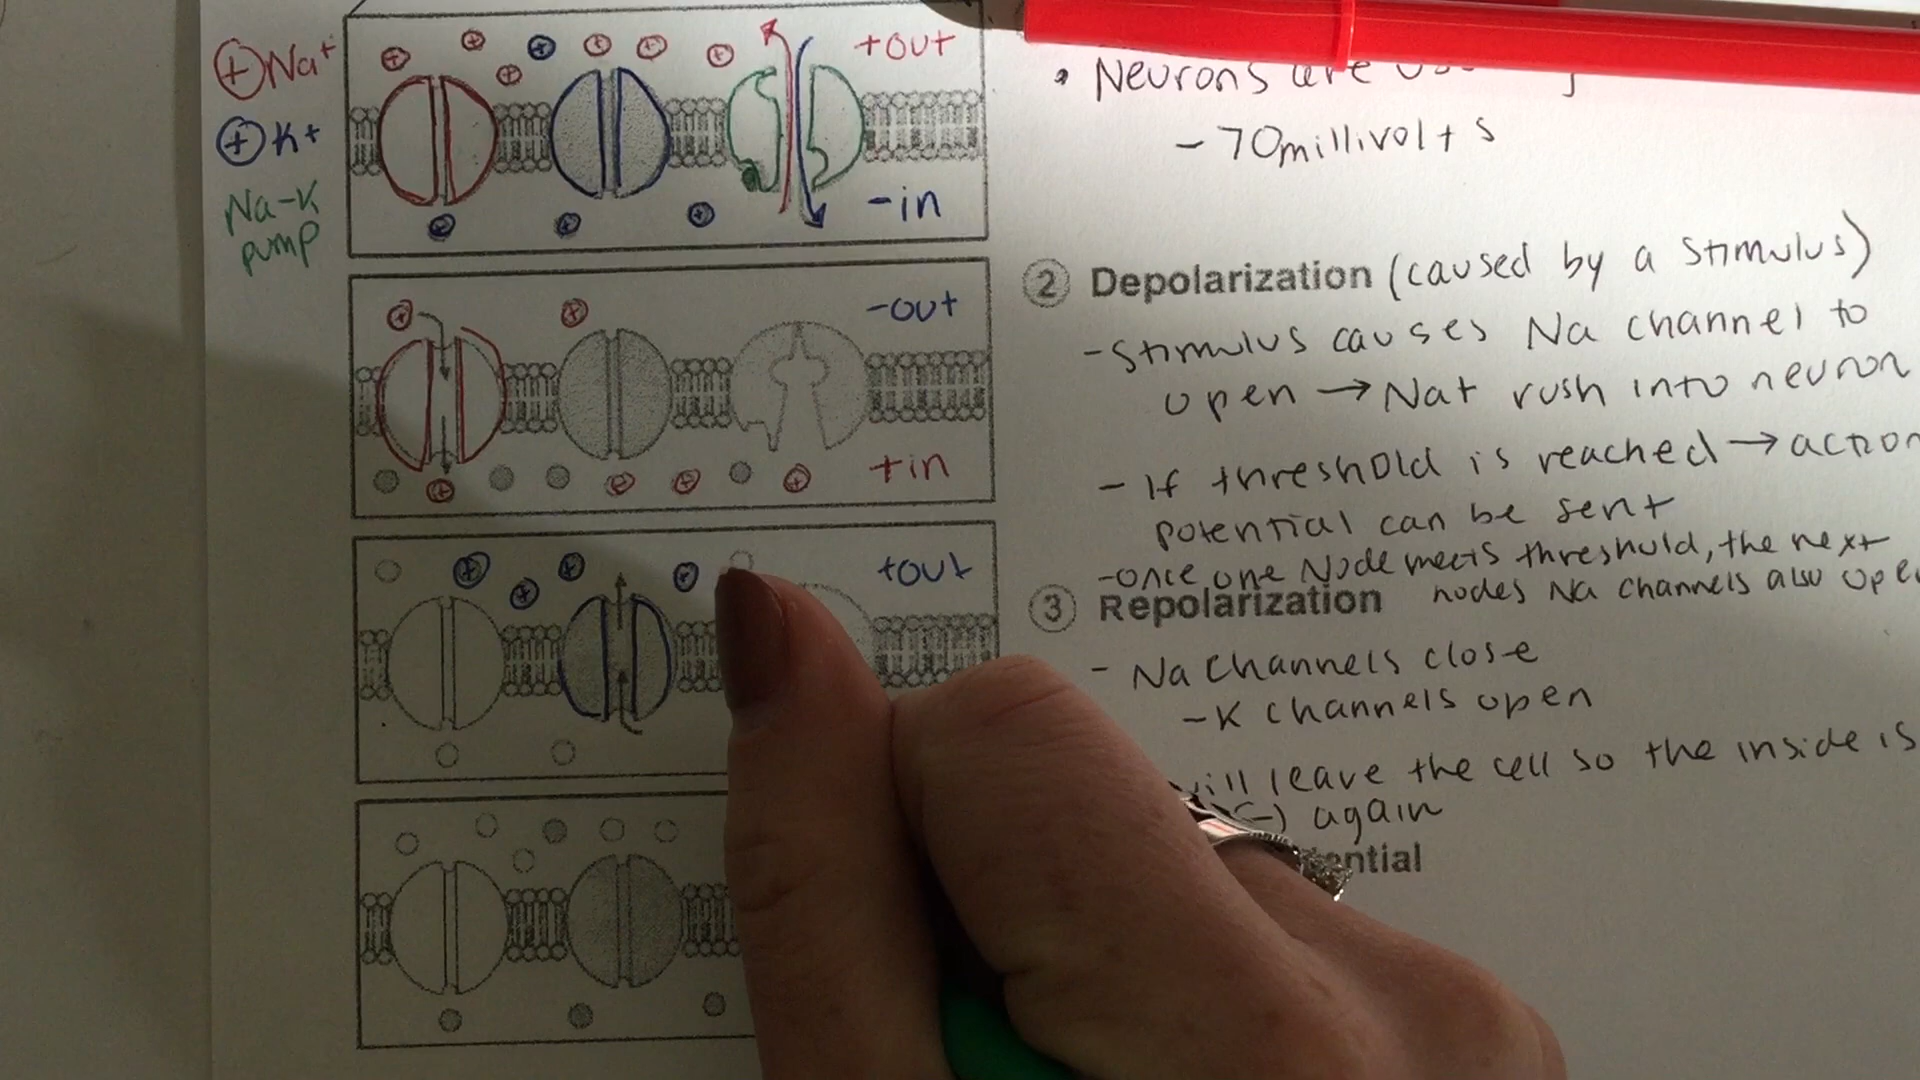 + Na+
+ K+
Na-K
pump
+out
-in
• Neurons are
- 70 millivolts
-out
+in
2 Depolarization (caused by a stimulus)
- Stimulus causes Na channel to
open → Na+ rush into neuron
- If threshold is reached → action
potential can be sent
- once one Node meets threshold, the next
nodes Na channels also open
+out
3 Repolarization
- Na channels close
- K channels open
leave the cell so the inside is
(-) again